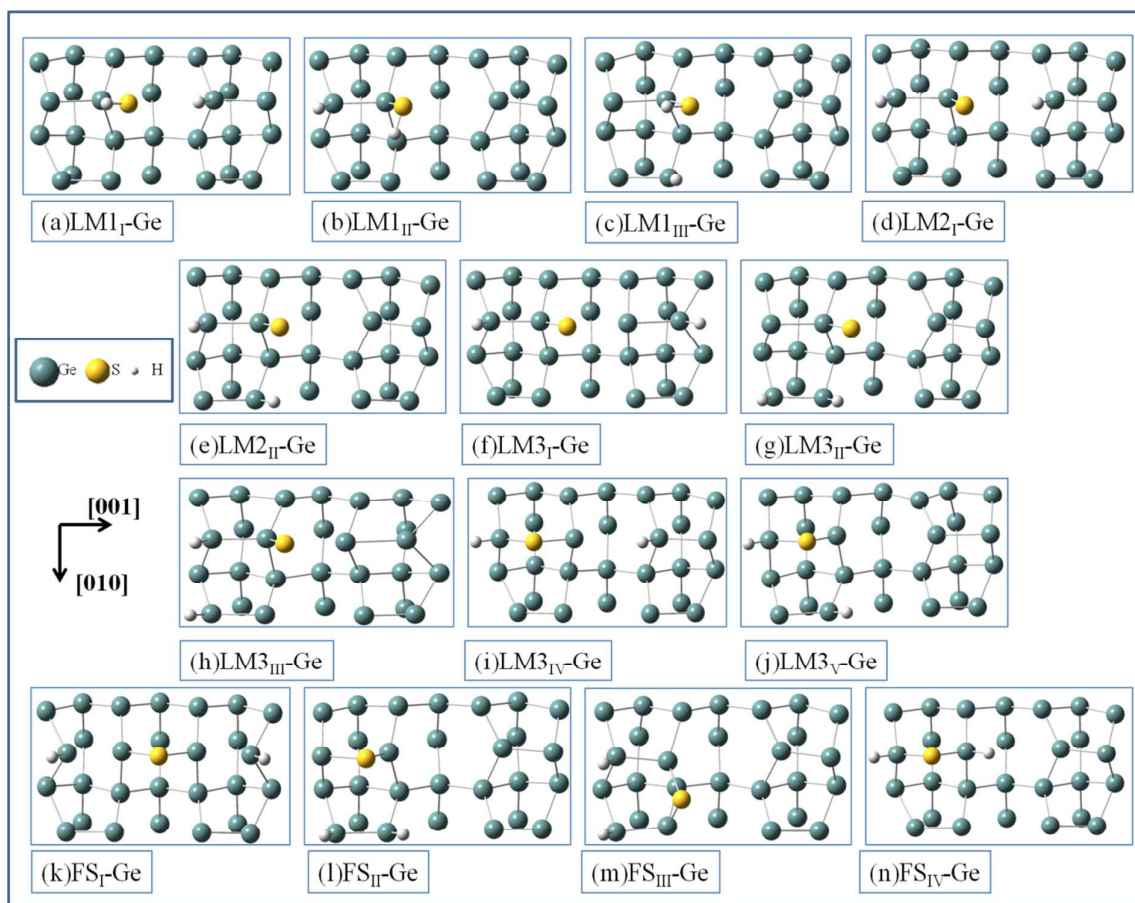 (a)LM1I-Ge
(b)LM1II-Ge
(c)LM1III-Ge
(d)LM2I-Ge
Ge S H
(e)LM2II-Ge
(f)LM3I-Ge
(g)LM3II-Ge
[001]
[010]
(h)LM3III-Ge
(i)LM3IV-Ge
(j)LM3V-Ge
(k)FSI-Ge
(l)FSII-Ge
(m)FSIII-Ge
(n)FSIV-Ge